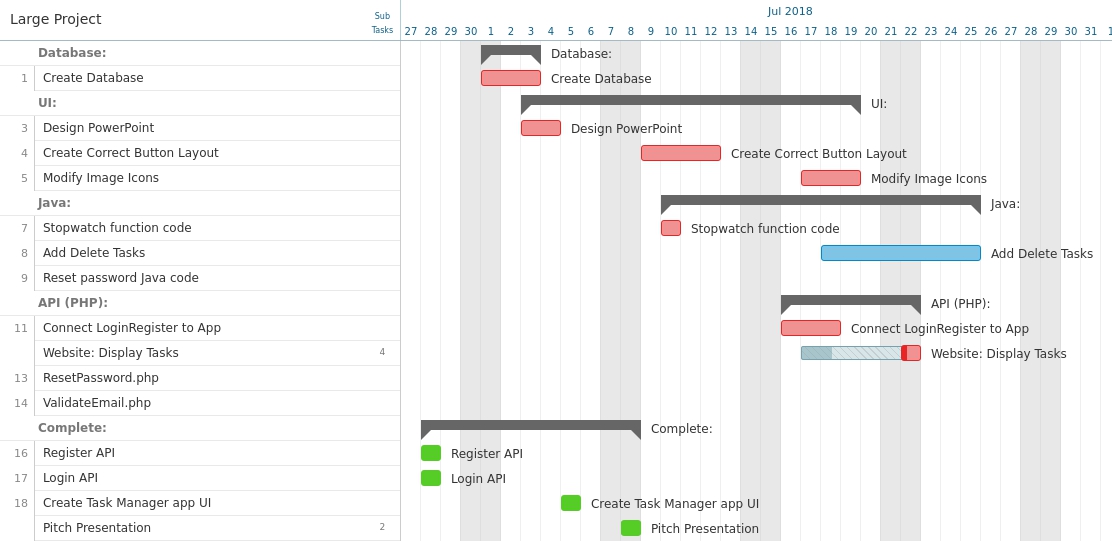 Large Project
Sub
Tasks
Jul 2018
27 28 29 30 1 2 3 4 5 6 7 8 9 10 11 12 13 14 15 16 17 18 19 20 21 22 23 24 25 26 27 28 29 30 31 1
Database: Database:
1 Create Database Create Database
UI: UI:
3 Design PowerPoint Design PowerPoint
4 Create Correct Button Layout Create Correct Button Layout
5 Modify Image Icons Modify Image Icons
Java: Java:
7 Stopwatch function code Stopwatch function code
8 Add Delete Tasks Add Delete Tasks
9 Reset password Java code
API (PHP): API (PHP):
11 Connect LoginRegister to App Connect LoginRegister to App
Website: Display Tasks 4 Website: Display Tasks
13 ResetPassword.php
14 ValidateEmail.php
Complete: Complete:
16 Register API Register API
17 Login API Login API
18 Create Task Manager app UI Create Task Manager app UI
Pitch Presentation 2 Pitch Presentation